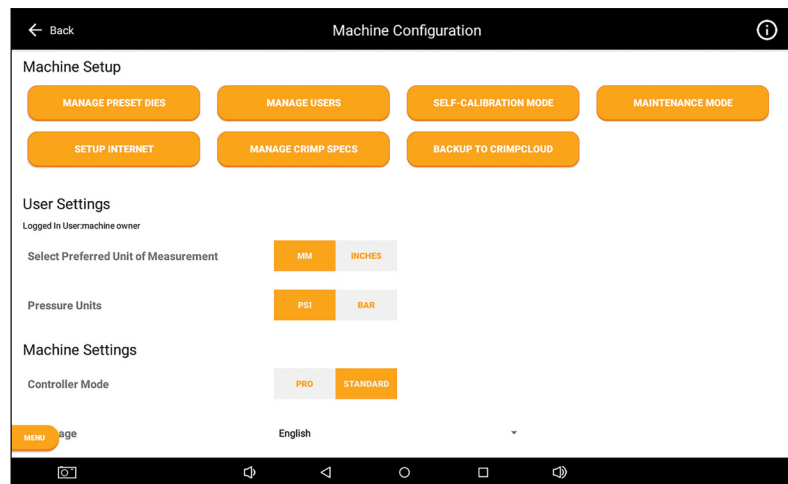 Back
Machine Configuration
Machine Setup
MANAGE PRESET DIES
MANAGE USERS
SELF-CALIBRATION MODE
MAINTENANCE MODE
SETUP INTERNET
MANAGE CRIMP SPECS
BACKUP TO CRIMPCLOUD
User Settings
Logged In User:machine owner
Select Preferred Unit of Measurement
MM
INCHES
Pressure Units
PSI
BAR
Machine Settings
Controller Mode
PRO
STANDARD
MENU
age
English